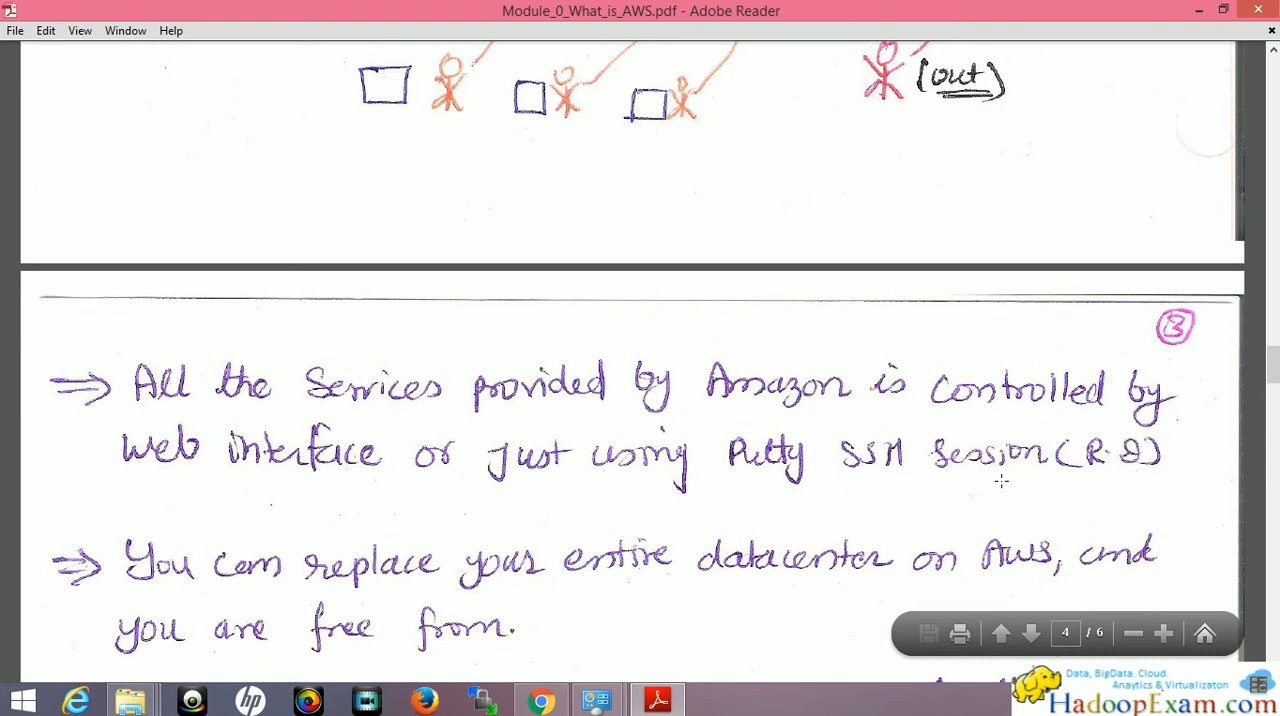 Module_0_What_is_AWS.pdf - Adobe Reader
File Edit View Window Help
(out)
3
⇒ All the Services provided by Amazon is Controlled by
Web interface or Just using Putty SSH Session (R.D)
⇒ You can replace your entire datacenter on AWS, and
you are free from.
4 / 6
Data, BigData. Cloud..
Anaytics & Virtualizaton
HadoopExam.com